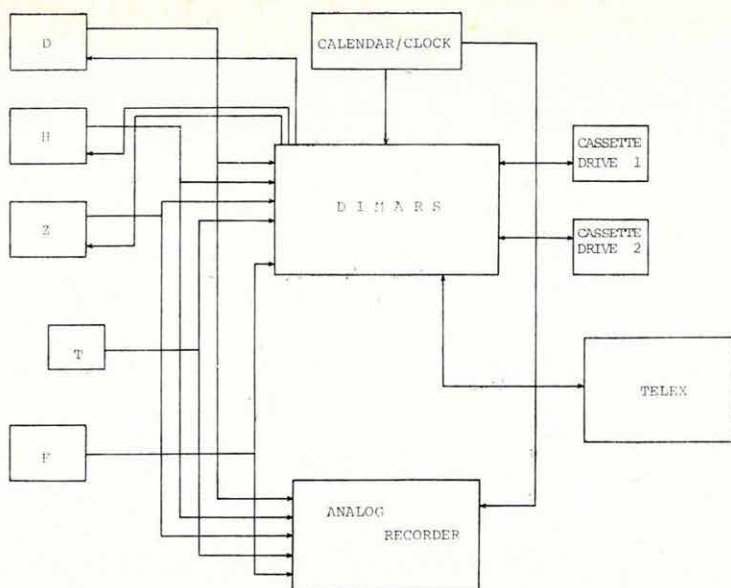 D
CALENDAR/CLOCK
H
CASSETTE
DRIVE 1
Z
D I M A R S
CASSETTE
DRIVE 2
T
TELEX
F
ANALOG
RECORDER